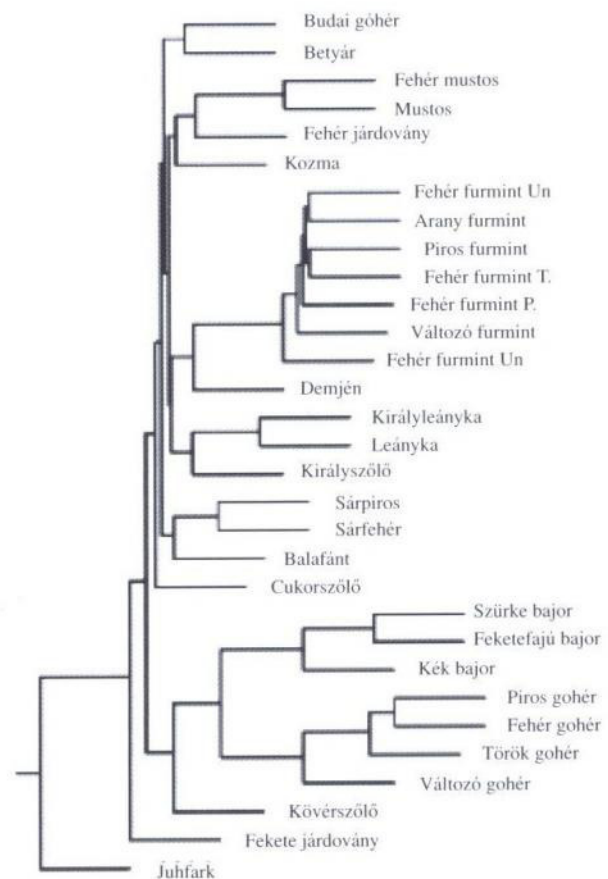 Budai góhér
Betyár
Fehér mustos
Mustos
Fehér járdovány
Kozma
Fehér furmint Un
Arany furmint
Piros furmint
Fehér furmint T.
Fehér furmint P.
Változó furmint
Fehér furmint Un
Demjén
Királyleányka
Leányka
Királyszőlő
Sárpiros
Sárfehér
Balafánt
Cukorszőlő
Szürke bajor
Feketefajú bajor
Kék bajor
Piros gohér
Fehér gohér
Török gohér
Változó gohér
Kövérszőlő
Fekete járdovány
Juhfark